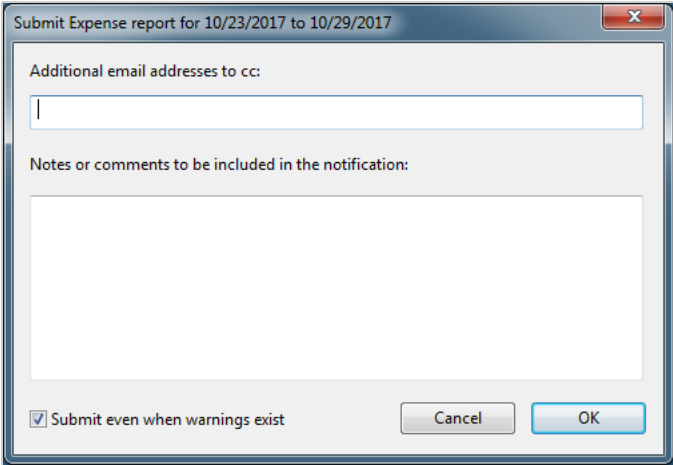 Submit Expense report for 10/23/2017 to 10/29/2017
Additional email addresses to cc:
Notes or comments to be included in the notification:
Submit even when warnings exist
Cancel
OK